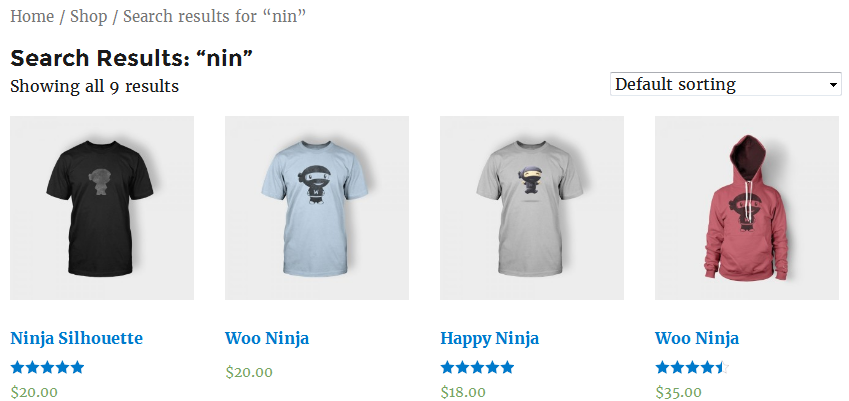 Home / Shop / Search results for “nin”
Search Results: “nin”
Showing all 9 results
Default sorting
Ninja Silhouette
$20.00
Woo Ninja
$20.00
Happy Ninja
$18.00
Woo Ninja
$35.00